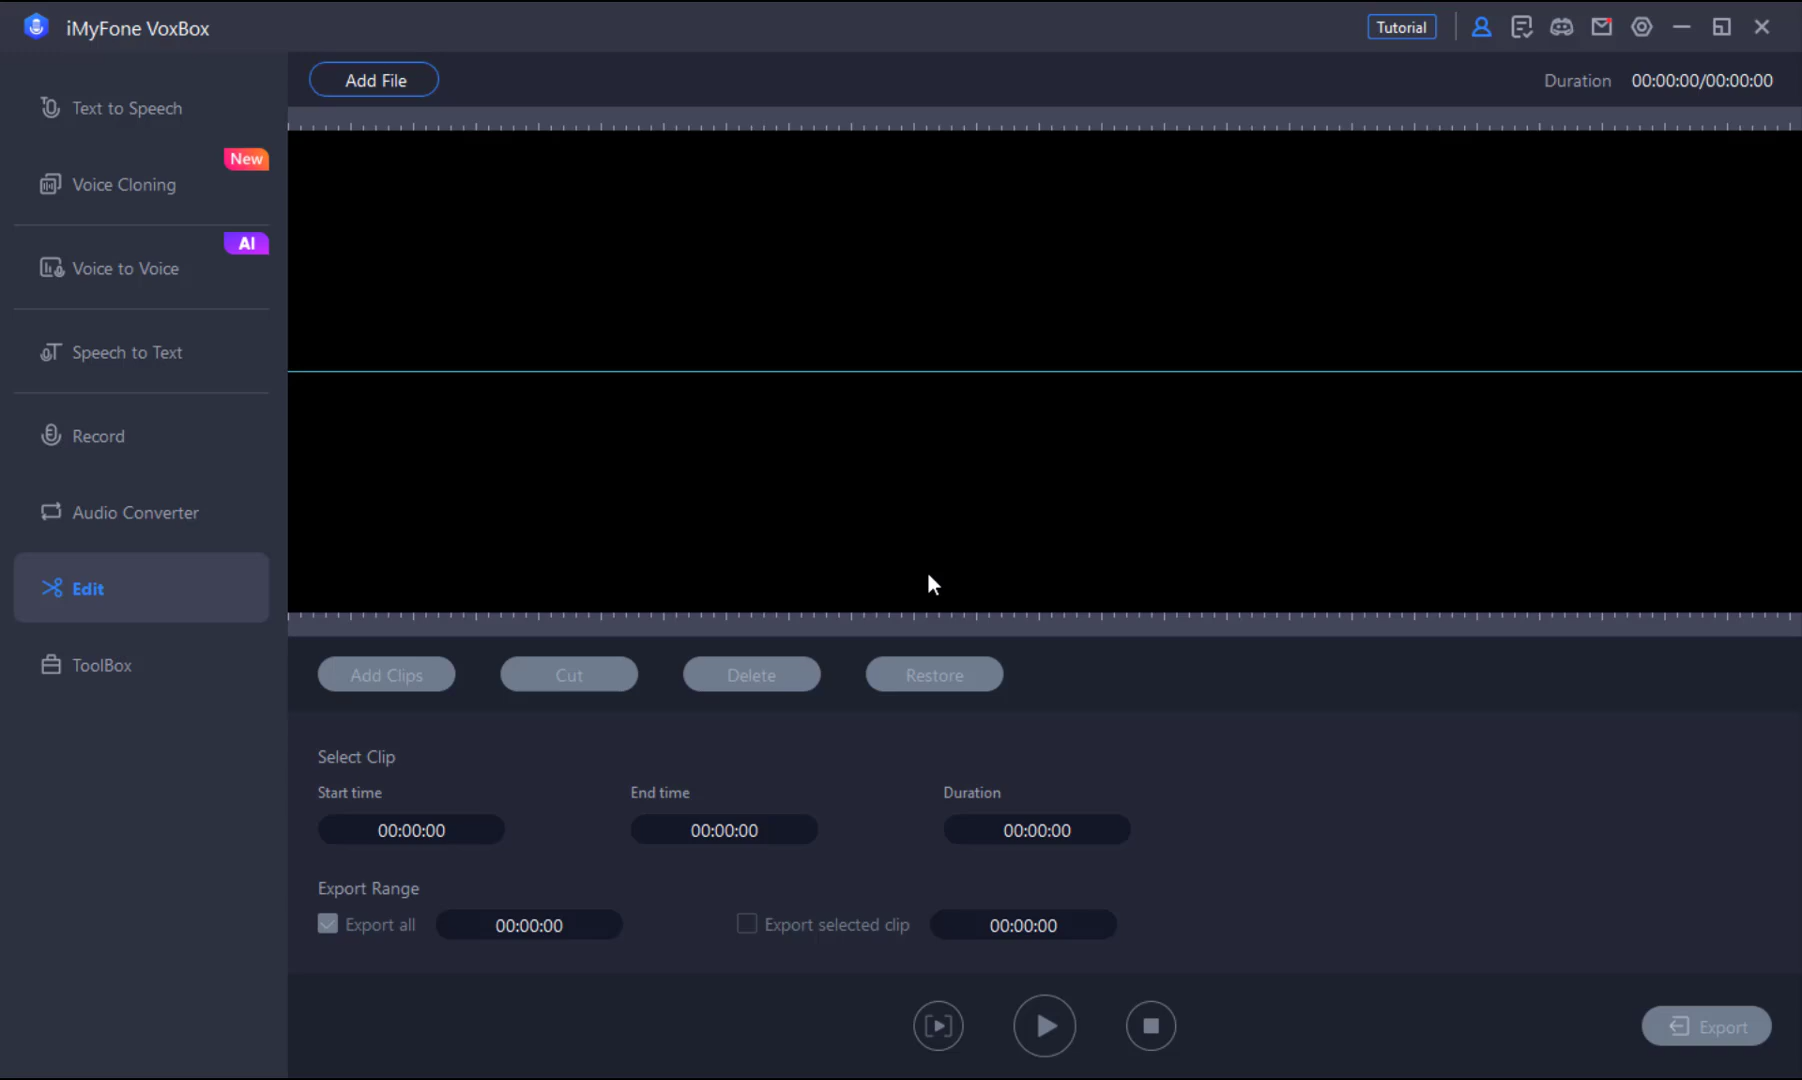 iMyFone VoxBox
Tutorial
Add File
Duration 00:00:00/00:00:00
Text to Speech
New
Voice Cloning
AI
Voice to Voice
Speech to Text
Record
Audio Converter
Edit
ToolBox
Add Clips Cut Delete Restore
Select Clip
Start time End time Duration
00:00:00 00:00:00 00:00:00
Export Range
Export all 00:00:00 Export selected clip 00:00:00
Export